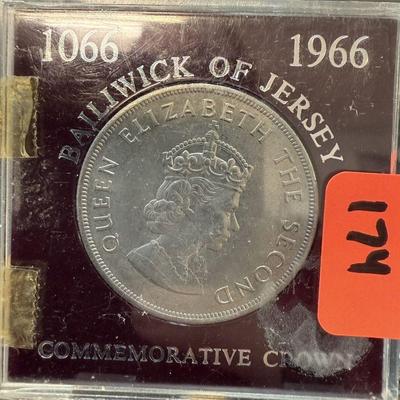 1066 1966
BAILIWICK OF JERSEY
QUEEN ELIZABETH THE SECOND
COMMEMORATIVE CROWN
174